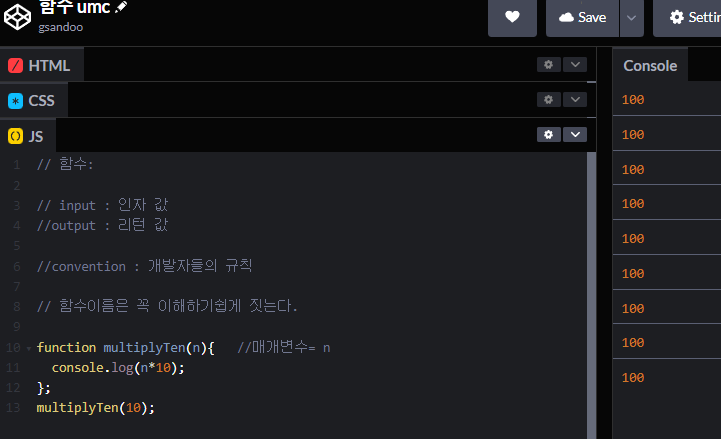 함수 umc
gsandoo
Save
Settin
HTML
CSS
JS
1 // 함수:
2
3 // input : 인자 값
4 //output : 리턴 값
5
6 //convention : 개발자들의 규칙
7
8 // 함수이름은 꼭 이해하기쉽게 짓는다.
9
10 function multiplyTen(n){ //매개변수= n
11 console.log(n*10);
12 };
13 multiplyTen(10);
Console
100
100
100
100
100
100
100
100
100